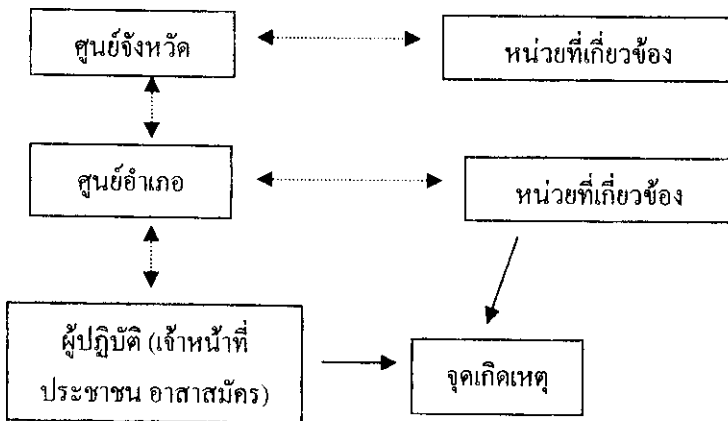 ศูนย์จังหวัด
หน่วยที่เกี่ยวข้อง
ศูนย์อำเภอ
หน่วยที่เกี่ยวข้อง
ผู้ปฏิบัติ (เจ้าหน้าที่
ประชาชน อาสาสมัคร)
จุดเกิดเหตุ